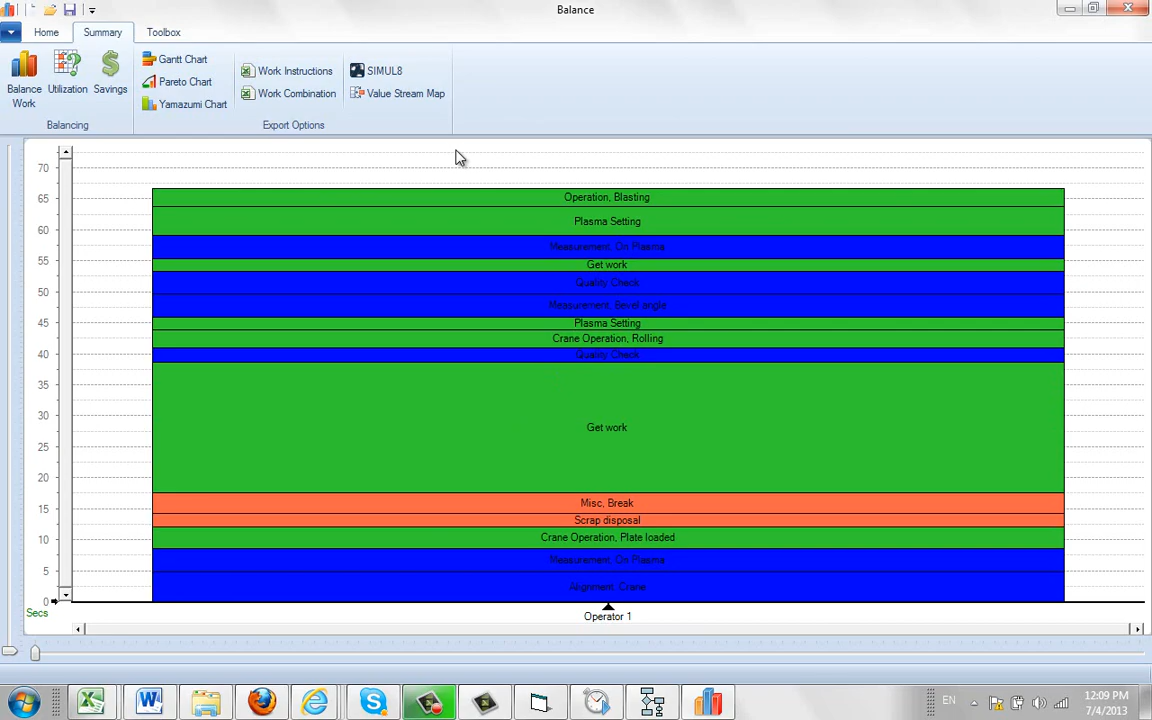 Balance
Home
Summary
Toolbox
Balance
Work
Utilization
Savings
Gantt Chart
Pareto Chart
Yamazumi Chart
Work Instructions
Work Combination
SIMUL8
Value Stream Map
Balancing
Export Options
70
65
60
55
50
45
40
35
30
25
20
15
10
5
0
Secs
Operation, Blasting
Plasma Setting
Measurement, On Plasma
Get work
Quality Check
Measurement, Bevel angle
Plasma Setting
Crane Operation, Rolling
Quality Check
Get work
Misc, Break
Scrap disposal
Crane Operation, Plate loaded
Measurement, On Plasma
Alignment, Crane
Operator 1
EN
12:09 PM
7/4/2013